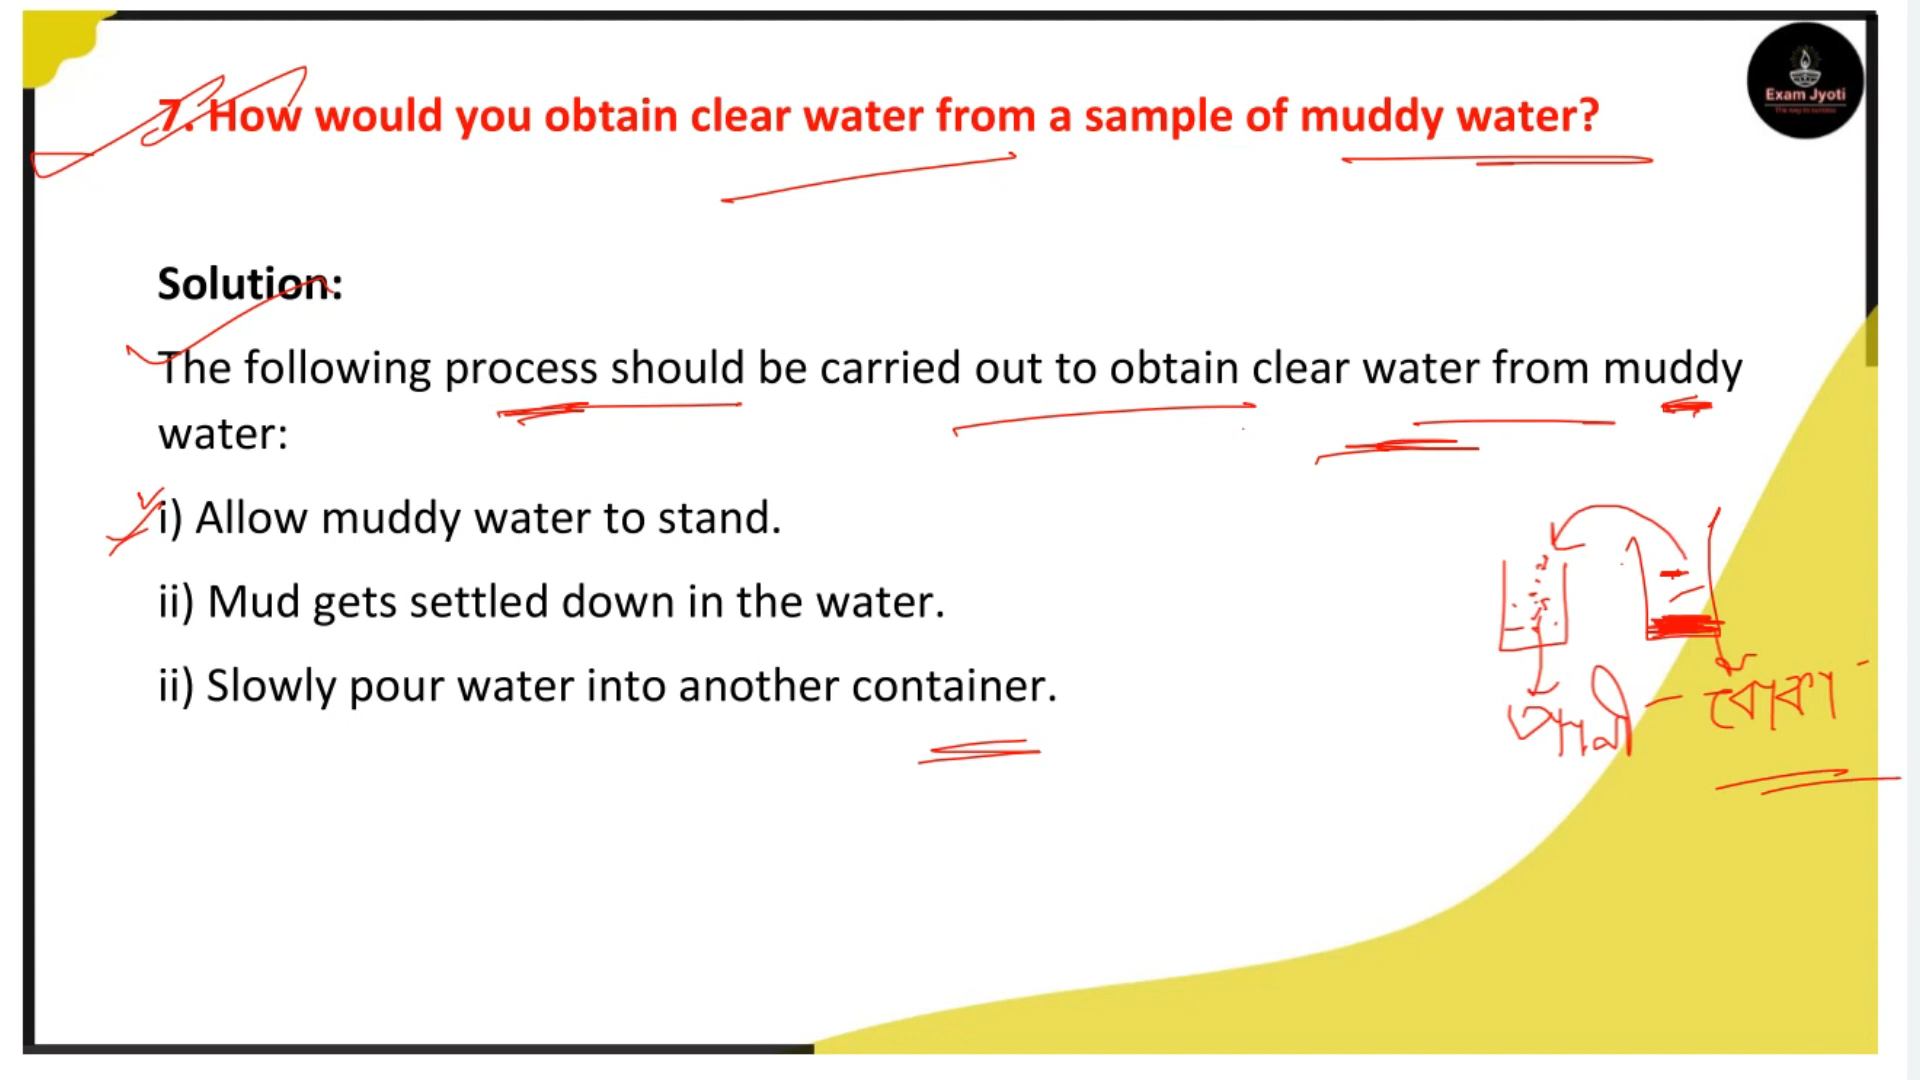 7. How would you obtain clear water from a sample of muddy water?
Exam Jyoti
Solution:
The following process should be carried out to obtain clear water from muddy
water:
i) Allow muddy water to stand.
ii) Mud gets settled down in the water.
ii) Slowly pour water into another container.